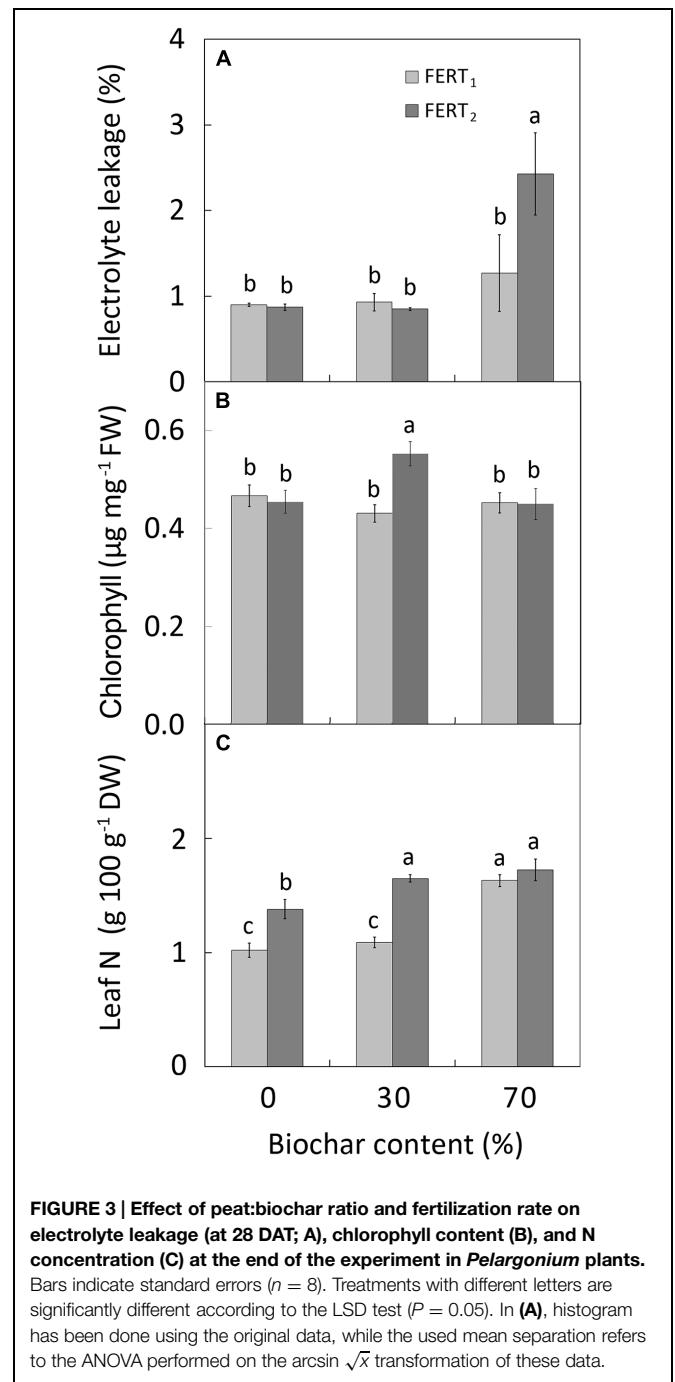 4
3
2
1
0
Electrolyte leakage (%)
A
FERT1
FERT2
b b
b b
b a
0.6
0.4
0.2
0.0
Chlorophyll (µg mg-1 FW)
B
b b
b a
b b
2
1
0
Leaf N (g 100 g-1 DW)
C
c b
c a
a a
0 30 70
Biochar content (%)
FIGURE 3 | Effect of peat:biochar ratio and fertilization rate on
electrolyte leakage (at 28 DAT; A), chlorophyll content (B), and N
concentration (C) at the end of the experiment in Pelargonium plants.
Bars indicate standard errors (n = 8). Treatments with different letters are
significantly different according to the LSD test (P = 0.05). In (A), histogram
has been done using the original data, while the used mean separation refers
to the ANOVA performed on the arcsin √x transformation of these data.